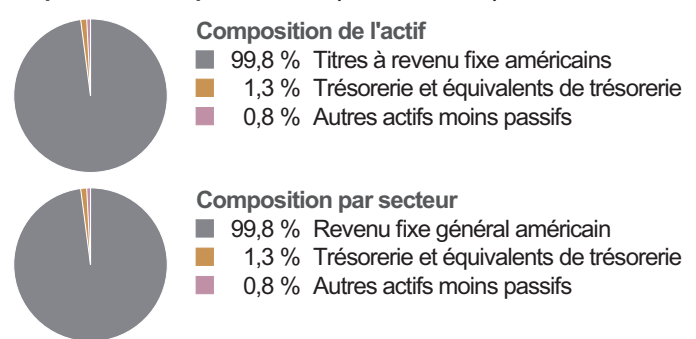 Composition de l'actif
99,8 % Titres à revenu fixe américains
1,3 % Trésorerie et équivalents de trésorerie
0,8 % Autres actifs moins passifs
Composition par secteur
99,8 % Revenu fixe général américain
1,3 % Trésorerie et équivalents de trésorerie
0,8 % Autres actifs moins passifs